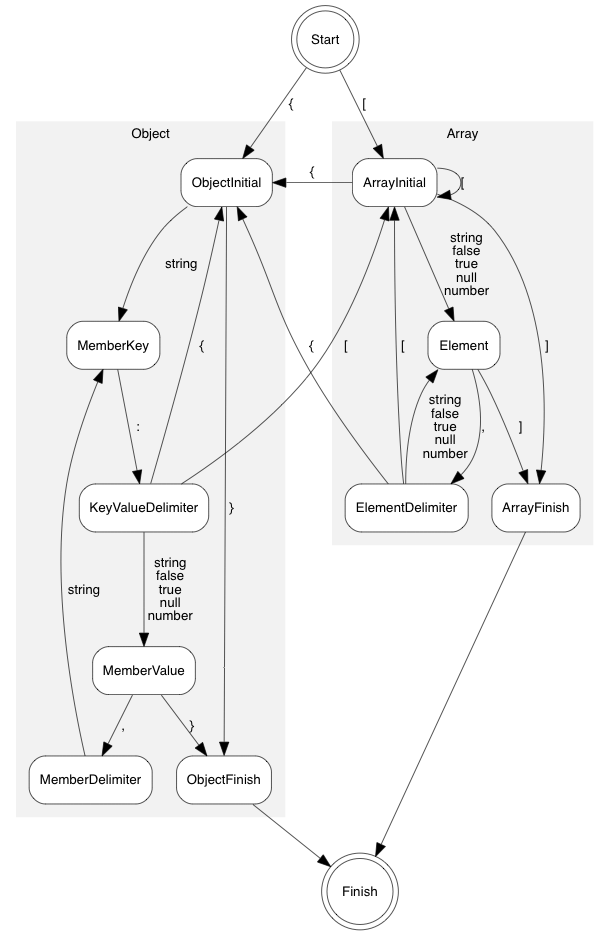 Start
{
[
Object
Array
ObjectInitial
{
ArrayInitial
[
string
string
false
true
null
number
MemberKey
{
{
[
[
Element
]
:
string
false
true
null
number
,
]
KeyValueDelimiter
}
ElementDelimiter
ArrayFinish
string
string
false
true
null
number
MemberValue
,
}
MemberDelimiter
ObjectFinish
Finish